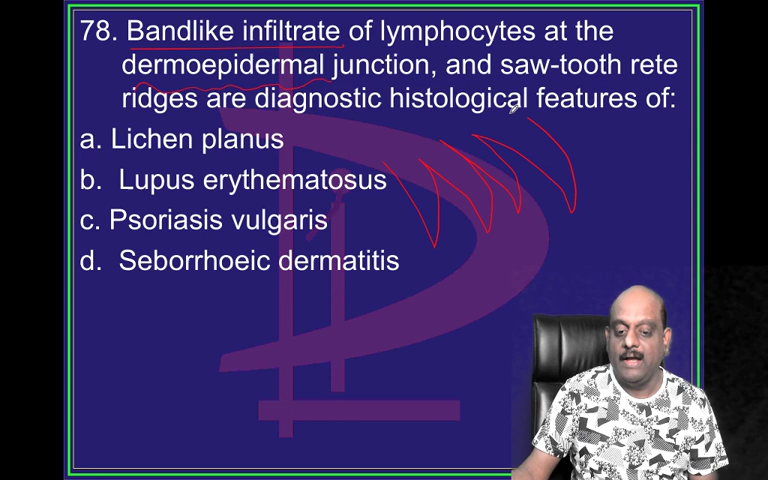 78. Bandlike infiltrate of lymphocytes at the
dermoepidermal junction, and saw-tooth rete
ridges are diagnostic histological features of:
a. Lichen planus
b. Lupus erythematosus
c. Psoriasis vulgaris
d. Seborrhoeic dermatitis